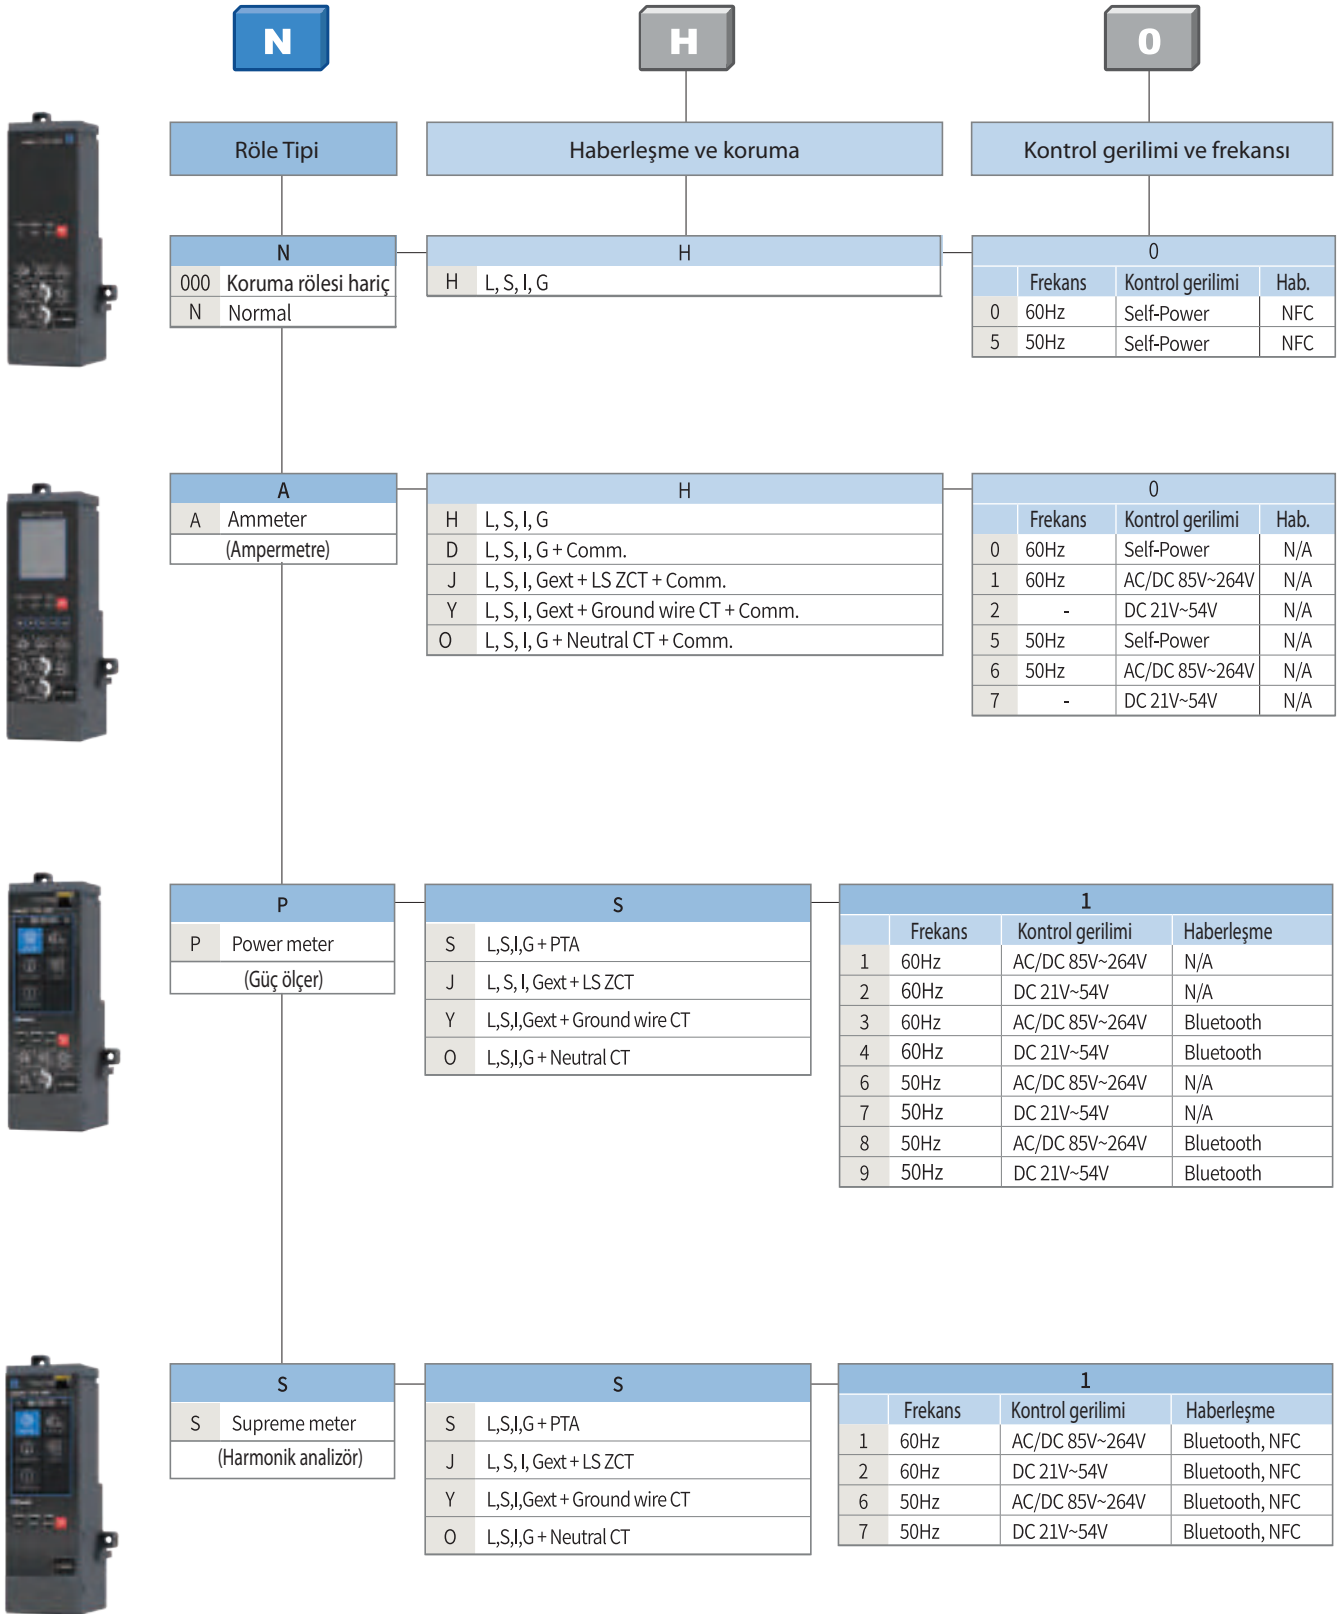 N H 0
Röle Tipi
Haberleşme ve koruma
Kontrol gerilimi ve frekansı
N
000 Koruma rölesi hariç
N Normal
H
H L, S, I, G
0
Frekans Kontrol gerilimi Hab.
0 60Hz Self-Power NFC
5 50Hz Self-Power NFC
A
A Ammeter
(Ampermetre)
H
H L, S, I, G
D L, S, I, G + Comm.
J L, S, I, Gext + LS ZCT + Comm.
Y L, S, I, Gext + Ground wire CT + Comm.
O L, S, I, G + Neutral CT + Comm.
0
Frekans Kontrol gerilimi Hab.
0 60Hz Self-Power N/A
1 60Hz AC/DC 85V~264V N/A
2 - DC 21V~54V N/A
5 50Hz Self-Power N/A
6 50Hz AC/DC 85V~264V N/A
7 - DC 21V~54V N/A
P
P Power meter
(Güç ölçer)
S
S L,S,I,G + PTA
J L, S, I, Gext + LS ZCT
Y L,S,I,Gext + Ground wire CT
O L,S,I,G + Neutral CT
1
Frekans Kontrol gerilimi Haberleşme
1 60Hz AC/DC 85V~264V N/A
2 60Hz DC 21V~54V N/A
3 60Hz AC/DC 85V~264V Bluetooth
4 60Hz DC 21V~54V Bluetooth
6 50Hz AC/DC 85V~264V N/A
7 50Hz DC 21V~54V N/A
8 50Hz AC/DC 85V~264V Bluetooth
9 50Hz DC 21V~54V Bluetooth
S
S Supreme meter
(Harmonik analizör)
S
S L,S,I,G + PTA
J L, S, I, Gext + LS ZCT
Y L,S,I,Gext + Ground wire CT
O L,S,I,G + Neutral CT
1
Frekans Kontrol gerilimi Haberleşme
1 60Hz AC/DC 85V~264V Bluetooth, NFC
2 60Hz DC 21V~54V Bluetooth, NFC
6 50Hz AC/DC 85V~264V Bluetooth, NFC
7 50Hz DC 21V~54V Bluetooth, NFC